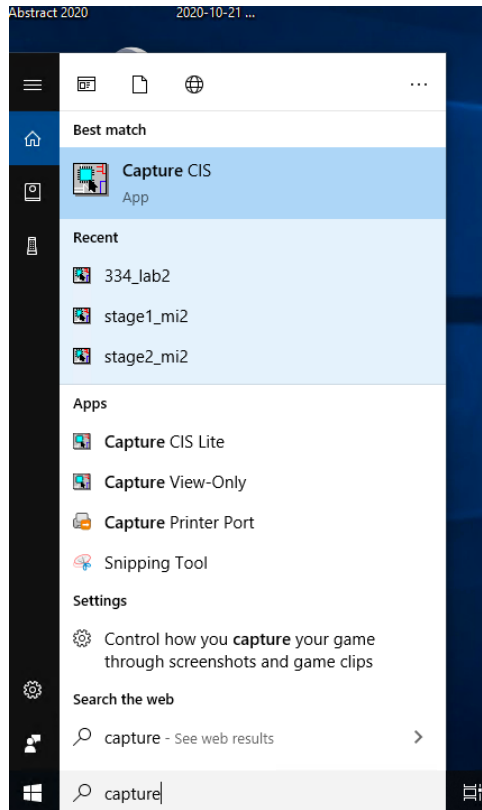 Abstract 2020
2020-10-21 ...
Best match
Capture CIS
App
Recent
334_lab2
stage1_mi2
stage2_mi2
Apps
Capture CIS Lite
Capture View-Only
Capture Printer Port
Snipping Tool
Settings
Control how you capture your game
through screenshots and game clips
Search the web
capture - See web results
capture